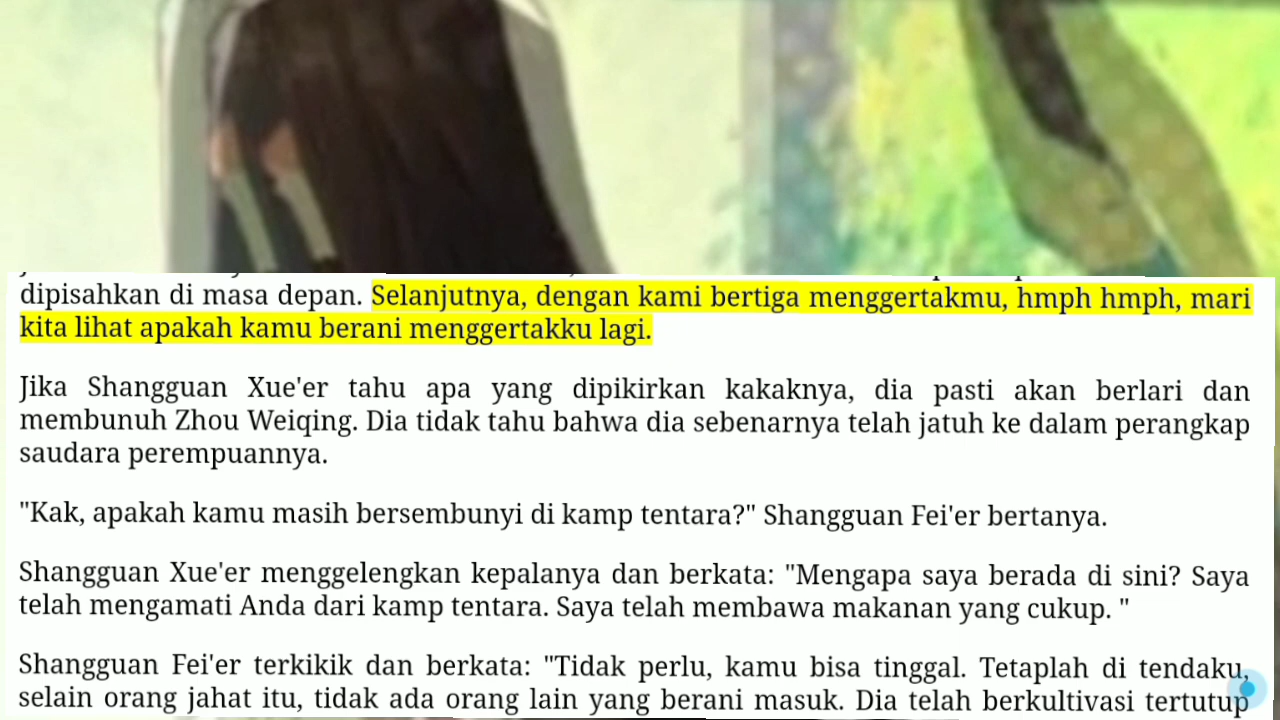 dipisahkan di masa depan. Selanjutnya, dengan kami bertiga menggertakmu, hmph hmph, mari
kita lihat apakah kamu berani menggertakku lagi.
Jika Shangguan Xue'er tahu apa yang dipikirkan kakaknya, dia pasti akan berlari dan
membunuh Zhou Weiqing. Dia tidak tahu bahwa dia sebenarnya telah jatuh ke dalam perangkap
saudara perempuannya.
"Kak, apakah kamu masih bersembunyi di kamp tentara?" Shangguan Fei'er bertanya.
Shangguan Xue'er menggelengkan kepalanya dan berkata: "Mengapa saya berada di sini? Saya
telah mengamati Anda dari kamp tentara. Saya telah membawa makanan yang cukup. "
Shangguan Fei'er terkikik dan berkata: "Tidak perlu, kamu bisa tinggal. Tetaplah di tendaku,
selain orang jahat itu, tidak ada orang lain yang berani masuk. Dia telah berkultivasi tertutup